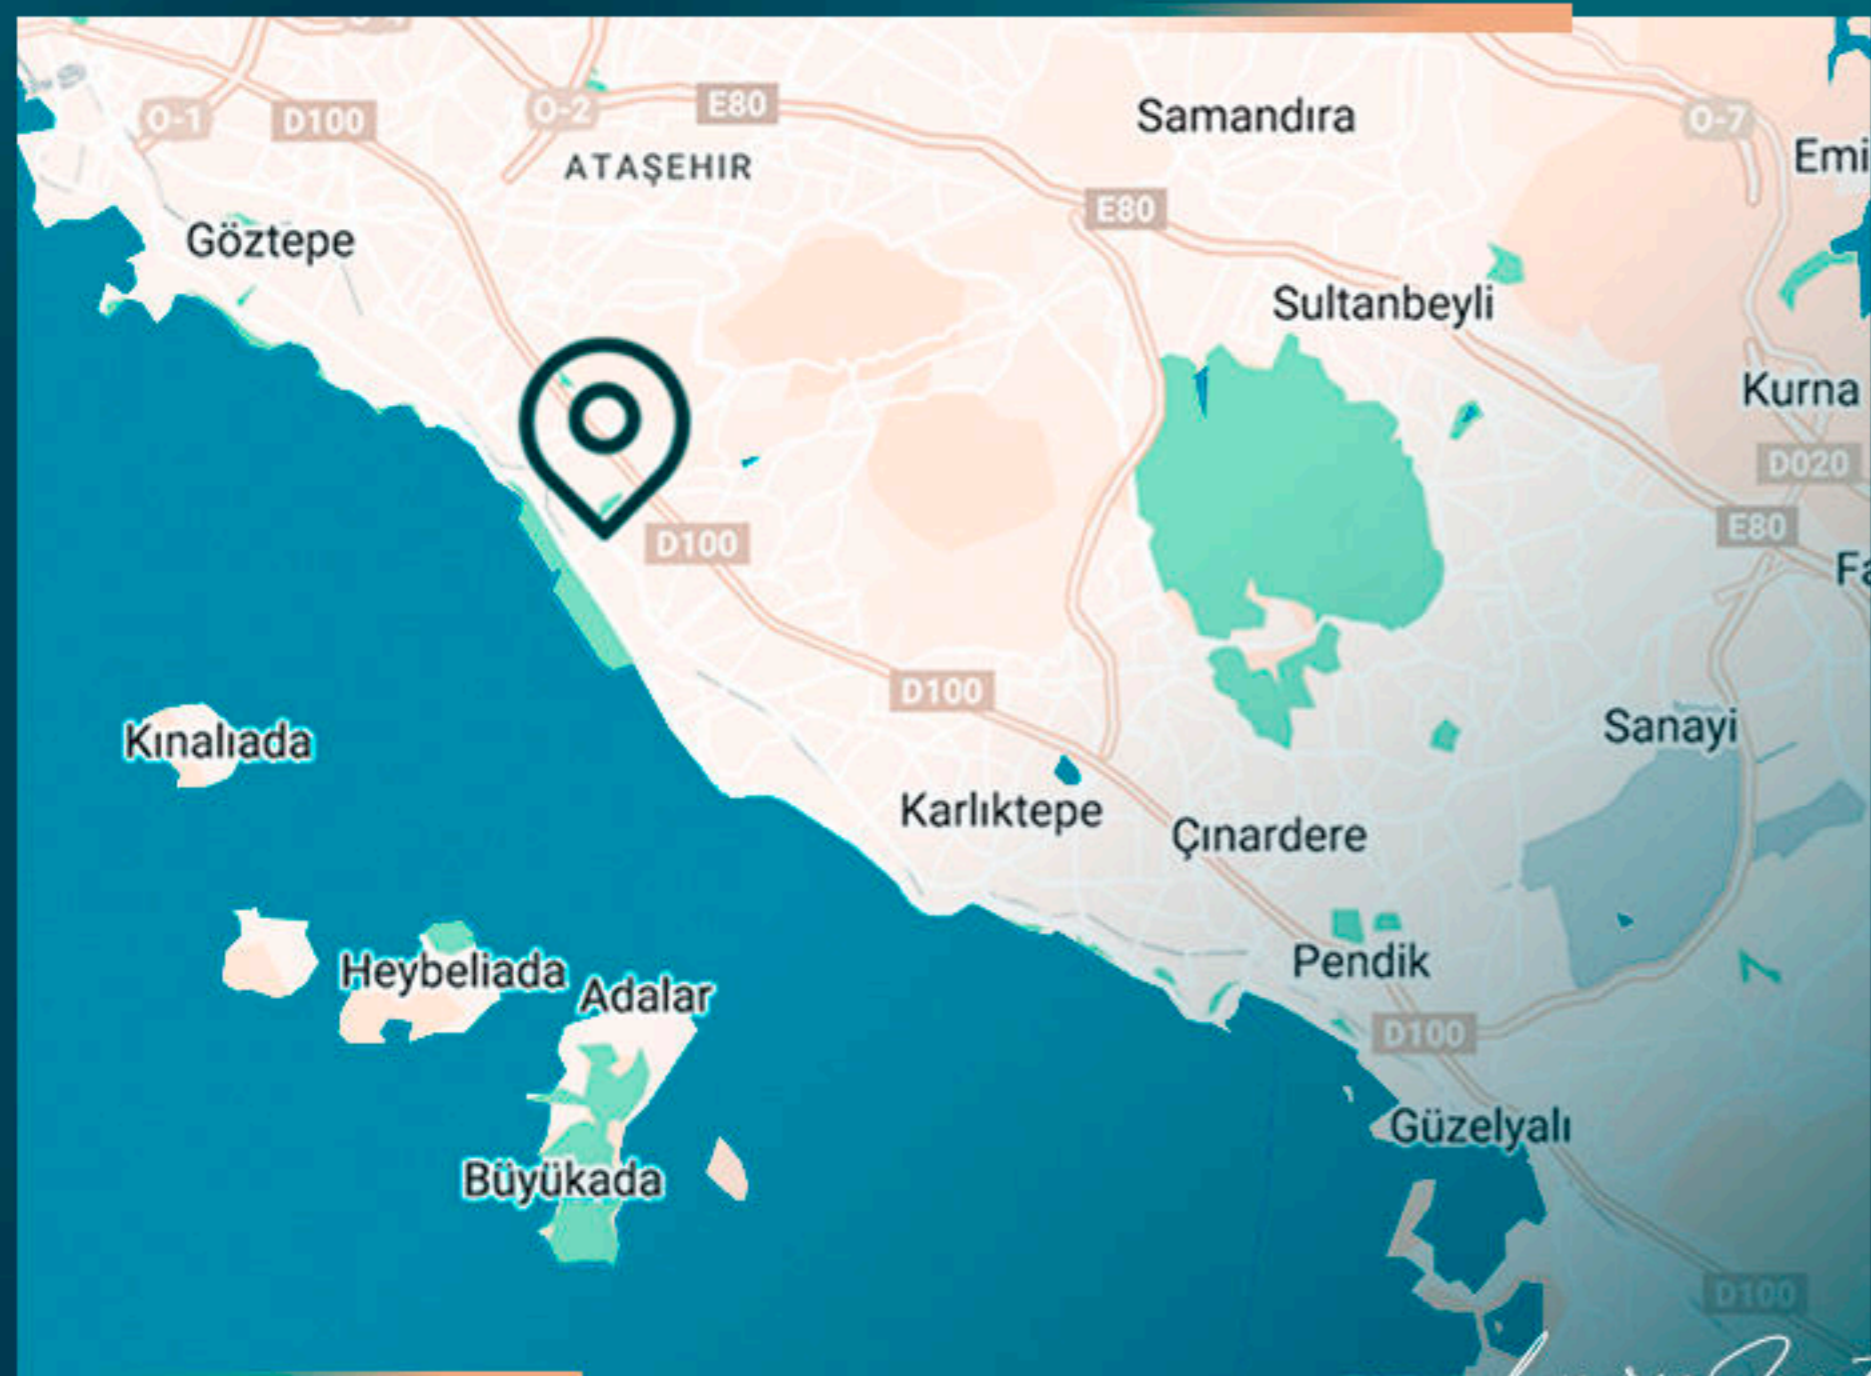 O-1
D100
O-2
E80
ATAŞEHIR
Samandıra
O-7
Emi
E80
Göztepe
Sultanbeyli
Kurna
D020
E80
D100
Fa
D100
Sanayi
Kınalıada
Karlıktepe
Çınardere
Pendik
Heybeliada
Adalar
D100
Güzelyalı
Büyükada
D100